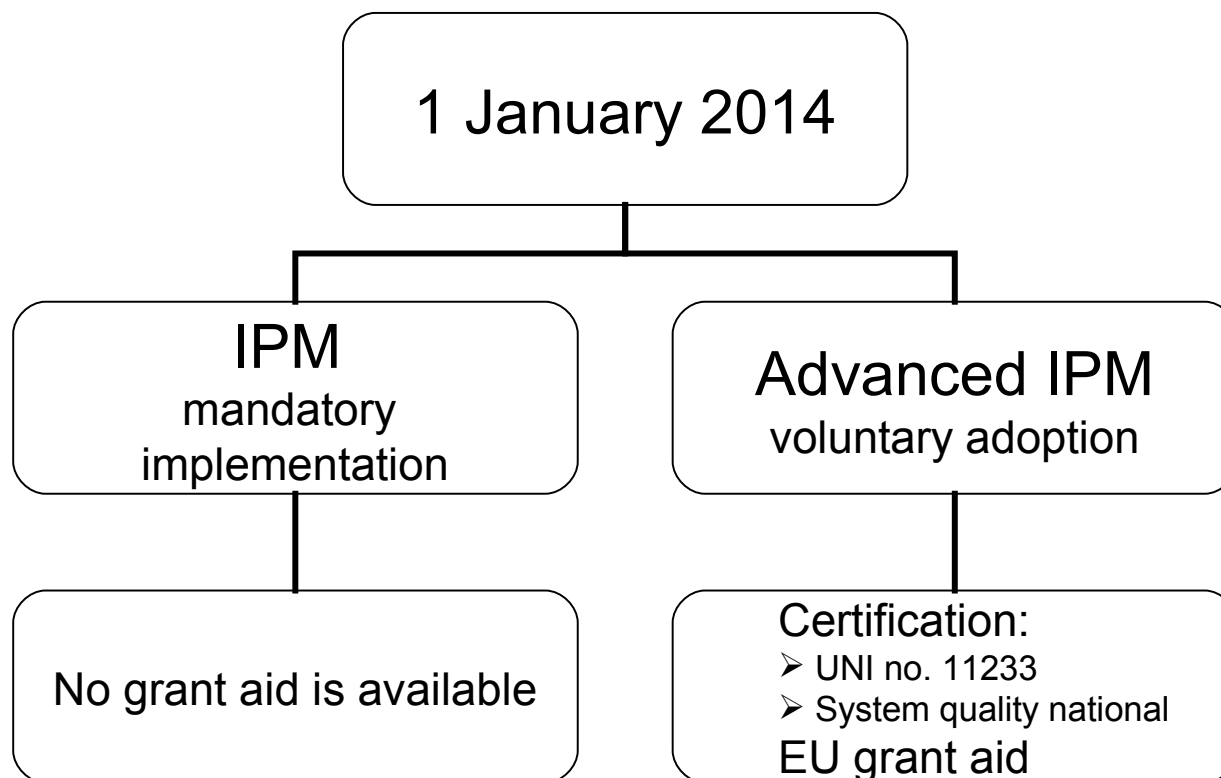 1 January 2014
IPM
mandatory
implementation
Advanced IPM
voluntary adoption
No grant aid is available
Certification:
➢ UNI no. 11233
➢ System quality national
EU grant aid